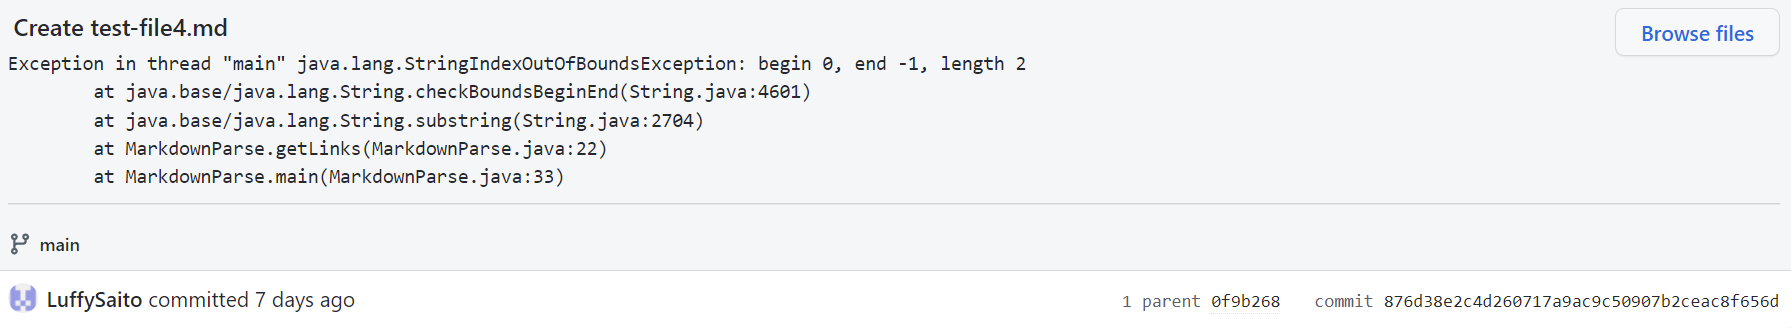 Create test-file4.md
Browse files
Exception in thread "main" java.lang.StringIndexOutOfBoundsException: begin 0, end -1, length 2
at java.base/java.lang.String.checkBoundsBeginEnd(String.java:4601)
at java.base/java.lang.String.substring(String.java:2704)
at MarkdownParse.getLinks(MarkdownParse.java:22)
at MarkdownParse.main(MarkdownParse.java:33)
main
LuffySaito committed 7 days ago
1 parent 0f9b268 commit 876d38e2c4d260717a9ac9c50907b2ceac8f656d